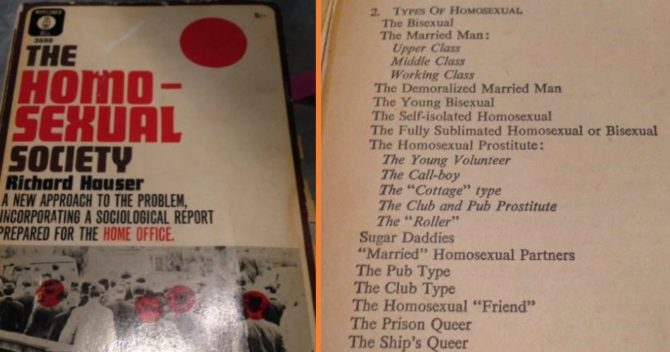 MAYFLOWER
DELL
5/-
THE
HOMO-
SEXUAL
SOCIETY
Richard Hauser
A NEW APPROACH TO THE PROBLEM,
INCORPORATING A SOCIOLOGICAL REPORT
PREPARED FOR THE HOME OFFICE.
2. TYPES OF HOMOSEXUAL
The Bisexual
The Married Man:
Upper Class
Middle Class
Working Class
The Demoralized Married Man
The Young Bisexual
The Self-isolated Homosexual
The Fully Sublimated Homosexual or Bisexual
The Homosexual Prostitute:
The Young Volunteer
The Call-boy
The "Cottage" type
The Club and Pub Prostitute
The "Roller"
Sugar Daddies
"Married" Homosexual Partners
The Pub Type
The Club Type
The Homosexual "Friend"
The Prison Queer
The Ship's Queer